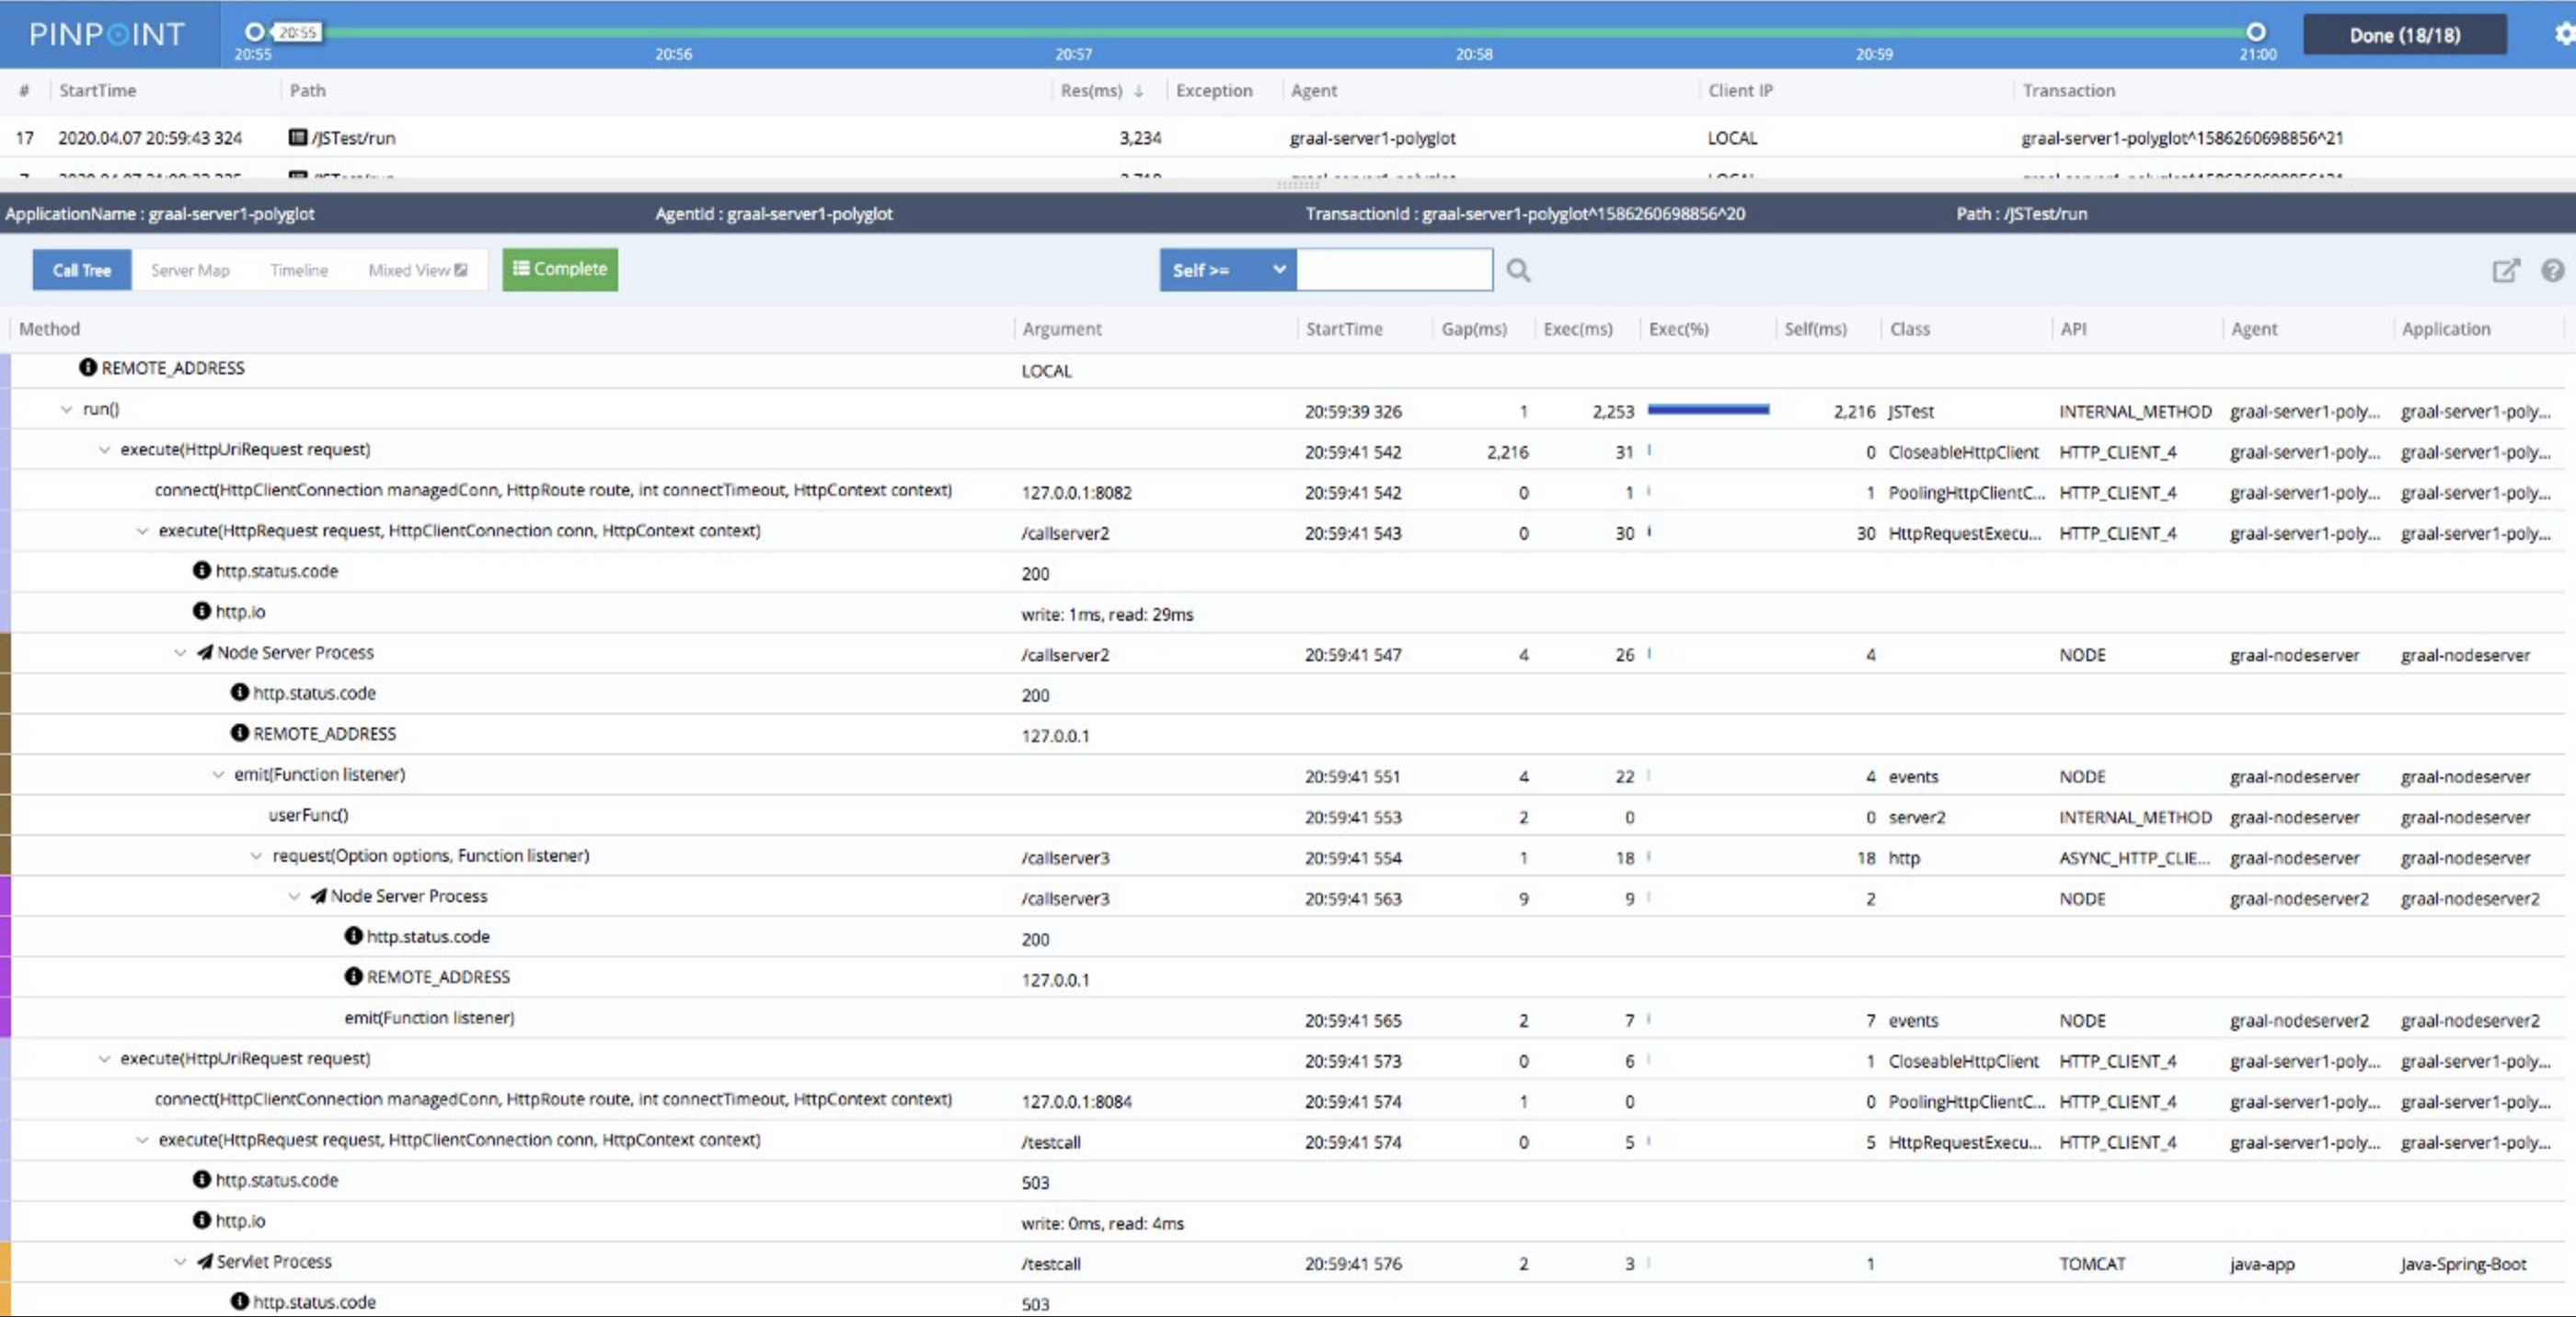 PINPOINT 20:55 Done (18/18)
20:55 20:56 20:57 20:58 20:59 21:00
# StartTime Path Res(ms) ↓ Exception Agent Client IP Transaction
17 2020.04.07 20:59:43 324 /JSTest/run 3,234 graal-server1-polyglot LOCAL graal-server1-polyglot^1586260698856^21
ApplicationName : graal-server1-polyglot AgentId : graal-server1-polyglot TransactionId : graal-server1-polyglot^1586260698856^20 Path : /JSTest/run
Call Tree Server Map Timeline Mixed View Complete Self >=
Method Argument StartTime Gap(ms) Exec(ms) Exec(%) Self(ms) Class API Agent Application
REMOTE_ADDRESS LOCAL
run() 20:59:39 326 1 2,253 2,216 JSTest INTERNAL_METHOD graal-server1-poly... graal-server1-poly...
execute(HttpUriRequest request) 20:59:41 542 2,216 31 0 CloseableHttpClient HTTP_CLIENT_4 graal-server1-poly... graal-server1-poly...
connect(HttpClientConnection managedConn, HttpRoute route, int connectTimeout, HttpContext context) 127.0.0.1:8082 20:59:41 542 0 1 1 PoolingHttpClientC... HTTP_CLIENT_4 graal-server1-poly... graal-server1-poly...
execute(HttpRequest request, HttpClientConnection conn, HttpContext context) /callserver2 20:59:41 543 0 30 30 HttpRequestExecu... HTTP_CLIENT_4 graal-server1-poly... graal-server1-poly...
http.status.code 200
http.io write: 1ms, read: 29ms
Node Server Process /callserver2 20:59:41 547 4 26 4 NODE graal-nodeserver graal-nodeserver
http.status.code 200
REMOTE_ADDRESS 127.0.0.1
emit(Function listener) 20:59:41 551 4 22 4 events NODE graal-nodeserver graal-nodeserver
userFunc() 20:59:41 553 2 0 0 server2 INTERNAL_METHOD graal-nodeserver graal-nodeserver
request(Option options, Function listener) /callserver3 20:59:41 554 1 18 18 http ASYNC_HTTP_CLIE... graal-nodeserver graal-nodeserver
Node Server Process /callserver3 20:59:41 563 9 9 2 NODE graal-nodeserver2 graal-nodeserver2
http.status.code 200
REMOTE_ADDRESS 127.0.0.1
emit(Function listener) 20:59:41 565 2 7 7 events NODE graal-nodeserver2 graal-nodeserver2
execute(HttpUriRequest request) 20:59:41 573 0 6 1 CloseableHttpClient HTTP_CLIENT_4 graal-server1-poly... graal-server1-poly...
connect(HttpClientConnection managedConn, HttpRoute route, int connectTimeout, HttpContext context) 127.0.0.1:8084 20:59:41 574 1 0 0 PoolingHttpClientC... HTTP_CLIENT_4 graal-server1-poly... graal-server1-poly...
execute(HttpRequest request, HttpClientConnection conn, HttpContext context) /testcall 20:59:41 574 0 5 5 HttpRequestExecu... HTTP_CLIENT_4 graal-server1-poly... graal-server1-poly...
http.status.code 503
http.io write: 0ms, read: 4ms
Servlet Process /testcall 20:59:41 576 2 3 1 TOMCAT java-app Java-Spring-Boot
http.status.code 503